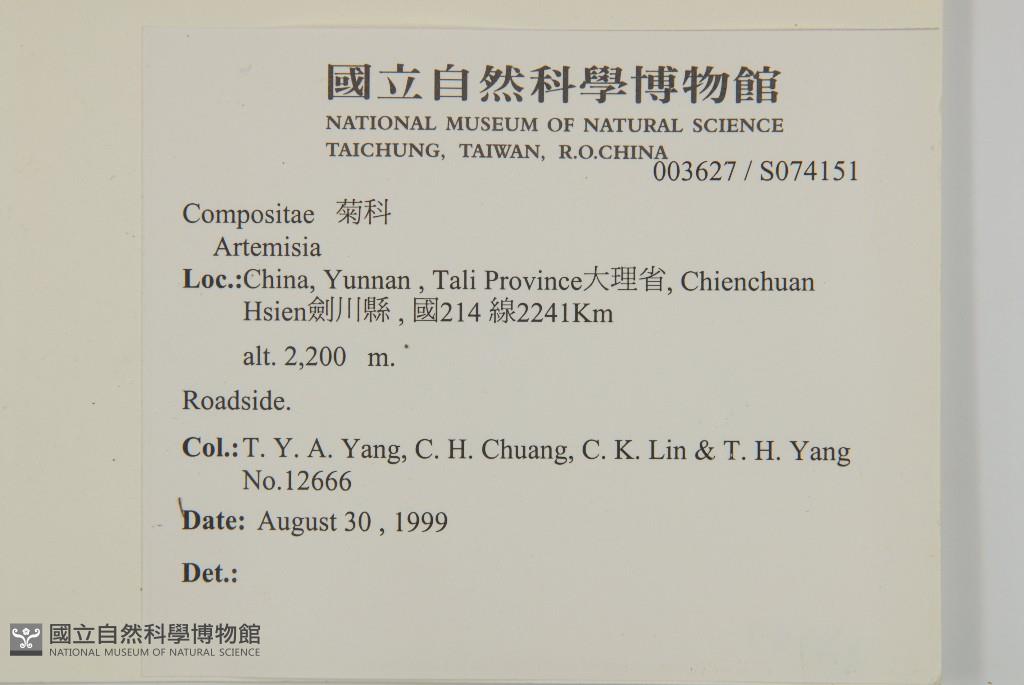 國立自然科學博物館
NATIONAL MUSEUM OF NATURAL SCIENCE
TAICHUNG, TAIWAN, R.O.CHINA
003627 / S074151
Compositae 菊科
Artemisia
Loc.:China, Yunnan , Tali Province大理省, Chienchuan
Hsien劍川縣 , 國214 線2241Km
alt. 2,200 m.
Roadside.
Col.: T. Y. A. Yang, C. H. Chuang, C. K. Lin & T. H. Yang
No.12666
Date: August 30 , 1999
Det.:
國立自然科學博物館
NATIONAL MUSEUM OF NATURAL SCIENCE